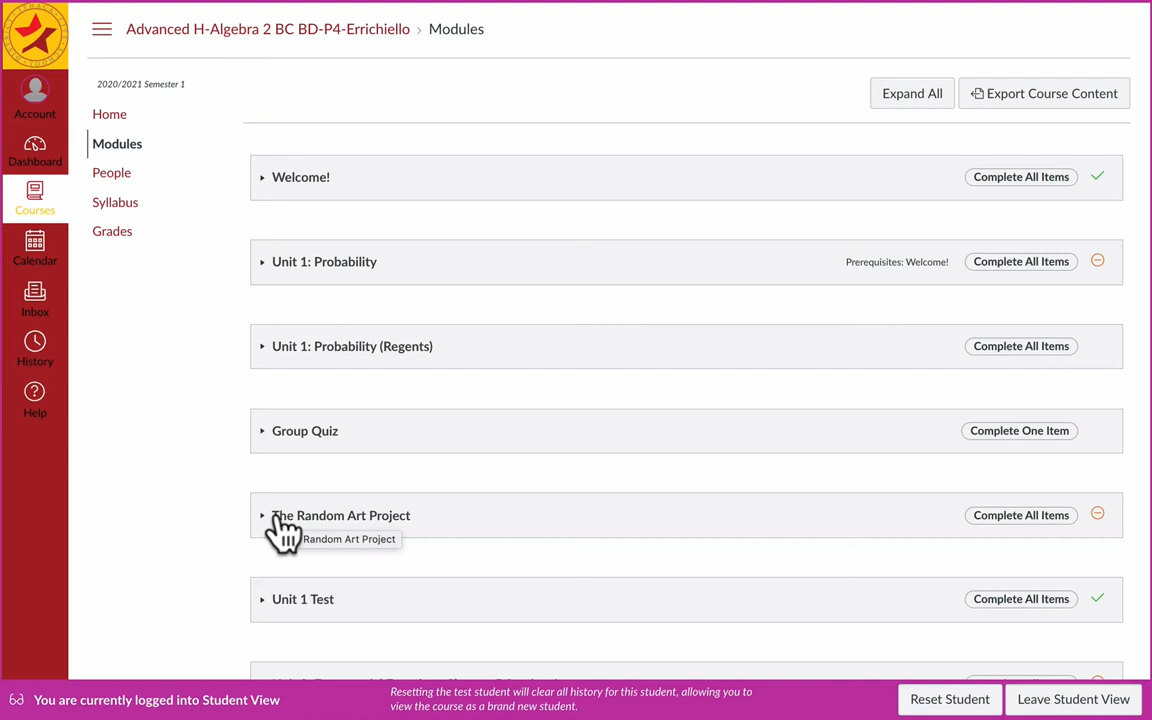 Advanced H-Algebra 2 BC BD-P4-Errichiello › Modules
2020/2021 Semester 1
Expand All
Export Course Content
Account
Dashboard
Courses
Calendar
Inbox
History
Help
Home
Modules
People
Syllabus
Grades
Welcome!
Complete All Items
Unit 1: Probability
Prerequisites: Welcome!
Complete All Items
Unit 1: Probability (Regents)
Complete All Items
Group Quiz
Complete One Item
The Random Art Project
Complete All Items
Random Art Project
Unit 1 Test
Complete All Items
You are currently logged into Student View
Resetting the test student will clear all history for this student, allowing you to
view the course as a brand new student.
Reset Student
Leave Student View